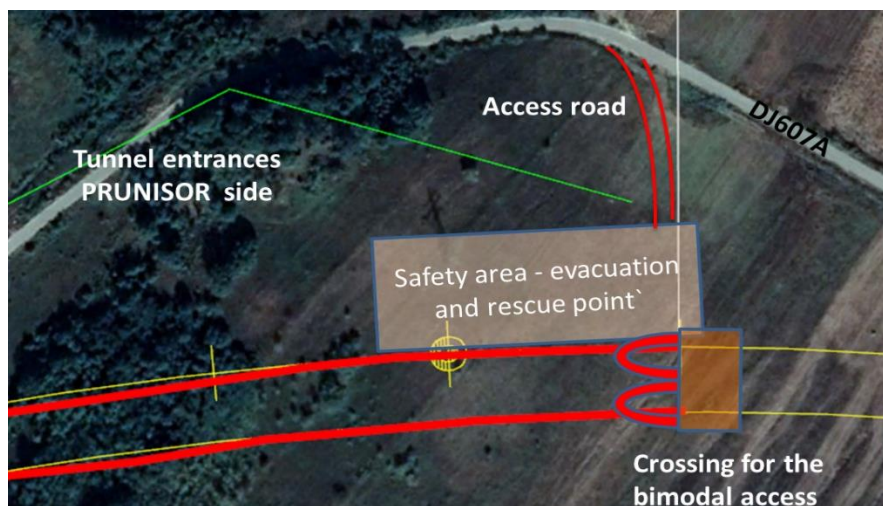 Access road
DJ607A
Tunnel entrances
PRUNISOR side
Safety area - evacuation
and rescue point`
Crossing for the
bimodal access